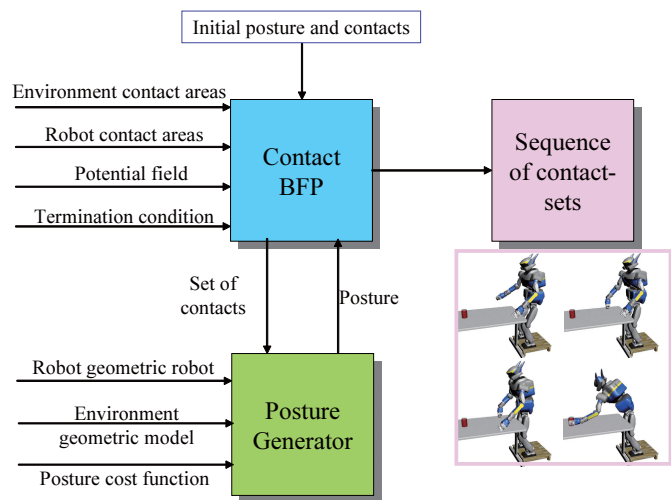 Initial posture and contacts
Environment contact areas
Robot contact areas
Potential field
Termination condition
Contact
BFP
Sequence
of contact-
sets
Set of
contacts
Posture
Robot geometric robot
Environment
geometric model
Posture cost function
Posture
Generator